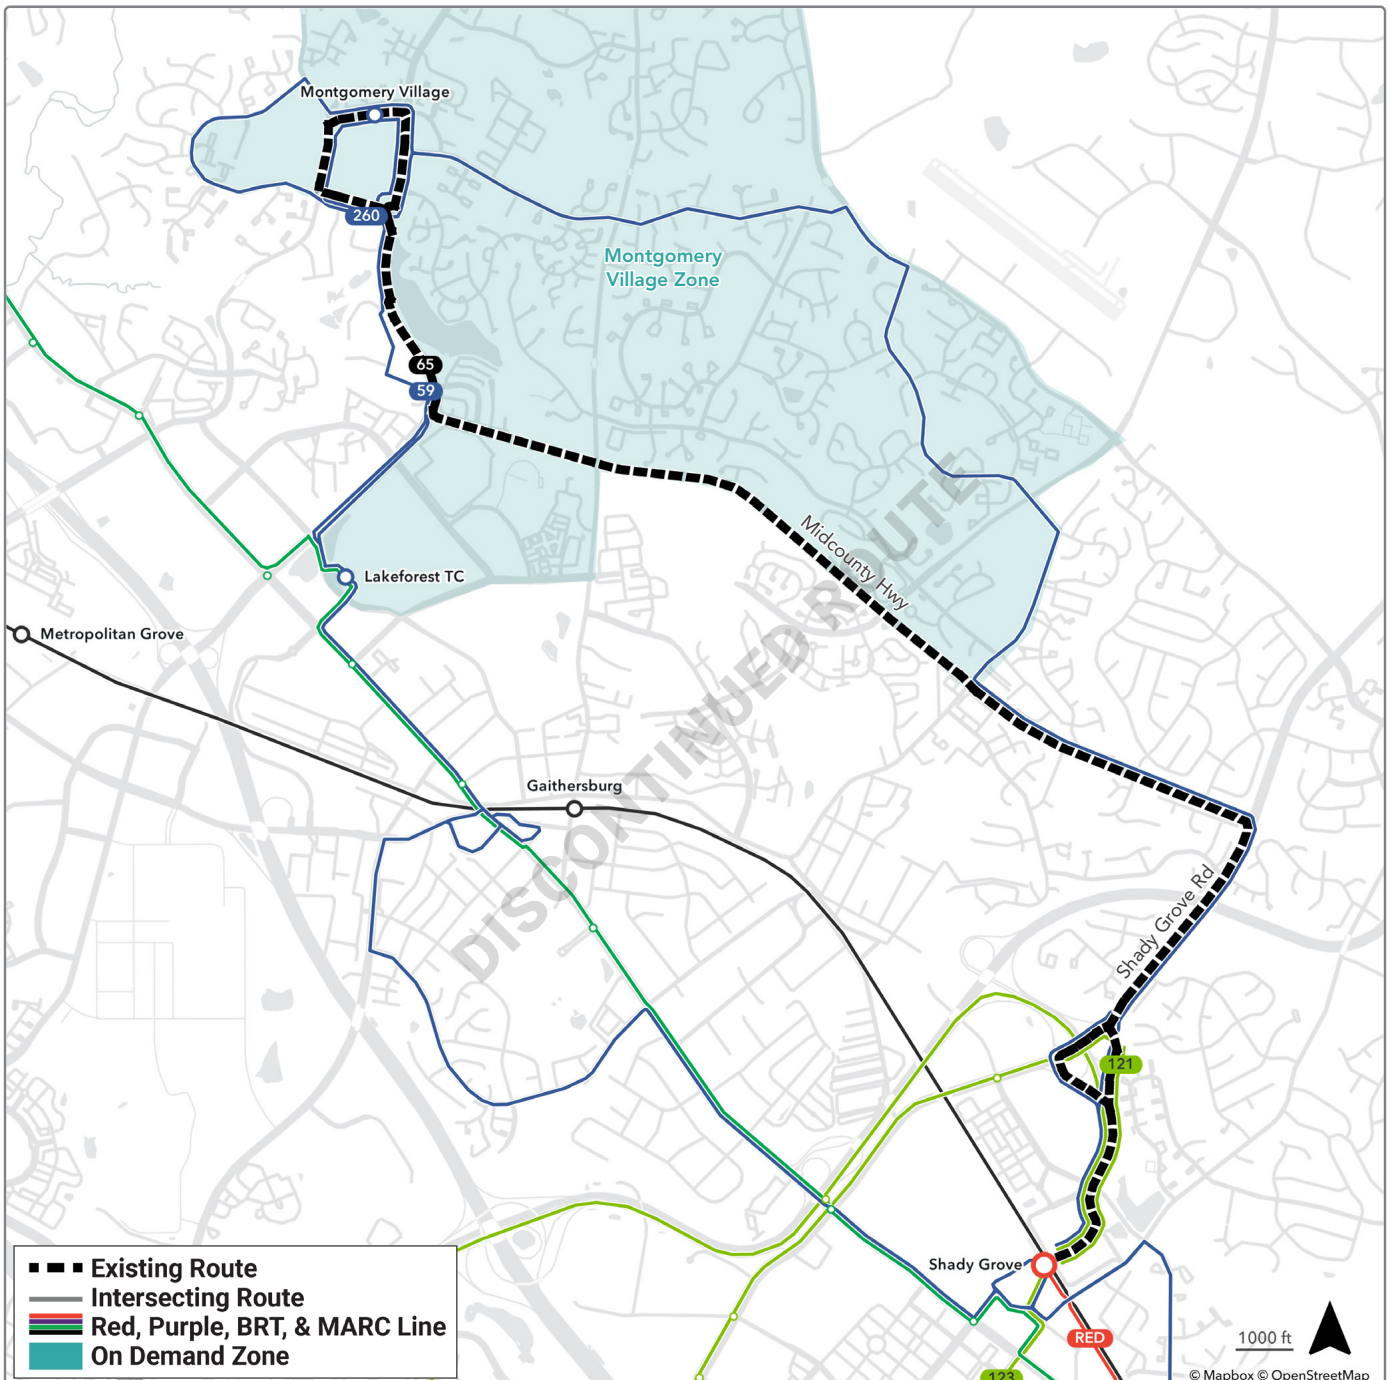 Montgomery Village
260
Montgomery
Village Zone
65
59
Midcounty Hwy
Lakeforest TC
Metropolitan Grove
DISCONTINUED ROUTE
Gaithersburg
Shady Grove Rd
121
Shady Grove
RED
123
Existing Route
Intersecting Route
Red, Purple, BRT, & MARC Line
On Demand Zone
1000 ft
© Mapbox © OpenStreetMap